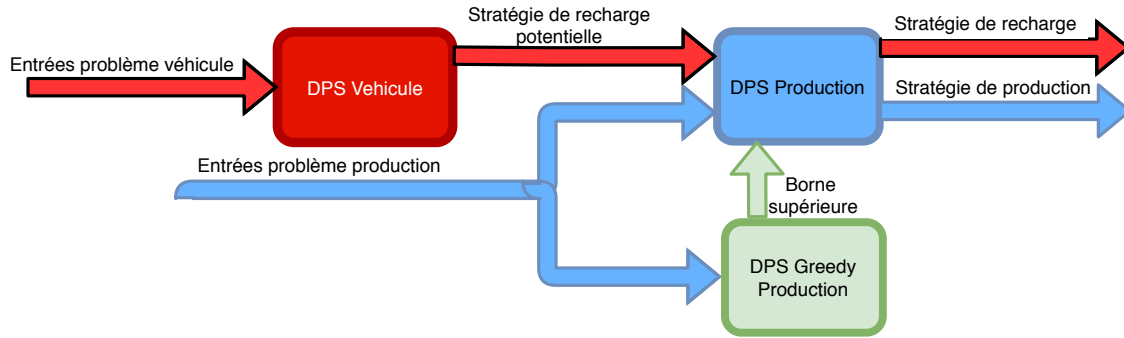 Entrées problème véhicule
DPS Vehicule
Stratégie de recharge
potentielle
DPS Production
Stratégie de recharge
Stratégie de production
Entrées problème production
Borne
supérieure
DPS Greedy
Production